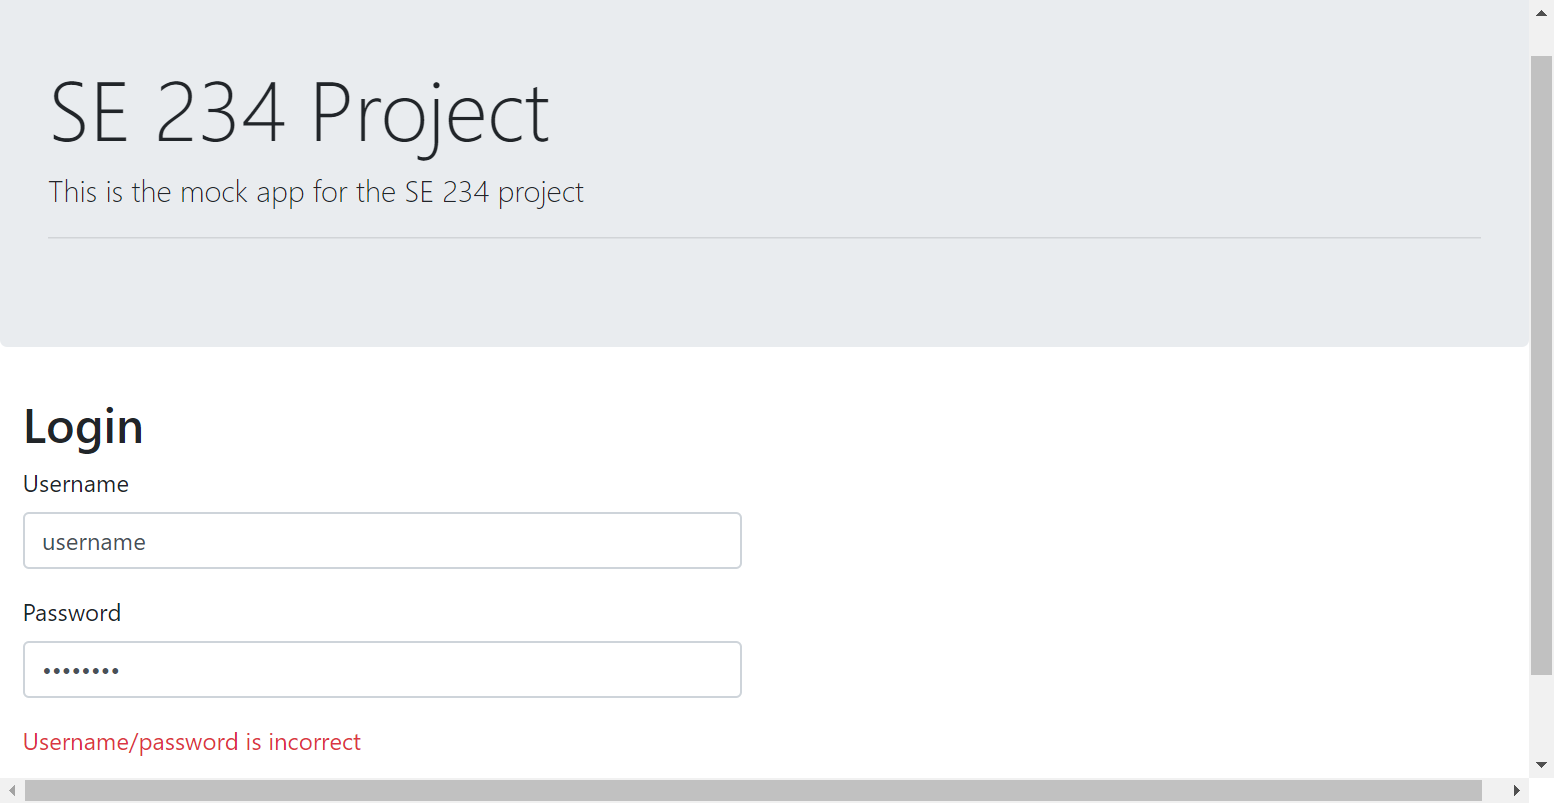 SE 234 Project
This is the mock app for the SE 234 project
Login
Username
username
Password
••••••••
Username/password is incorrect